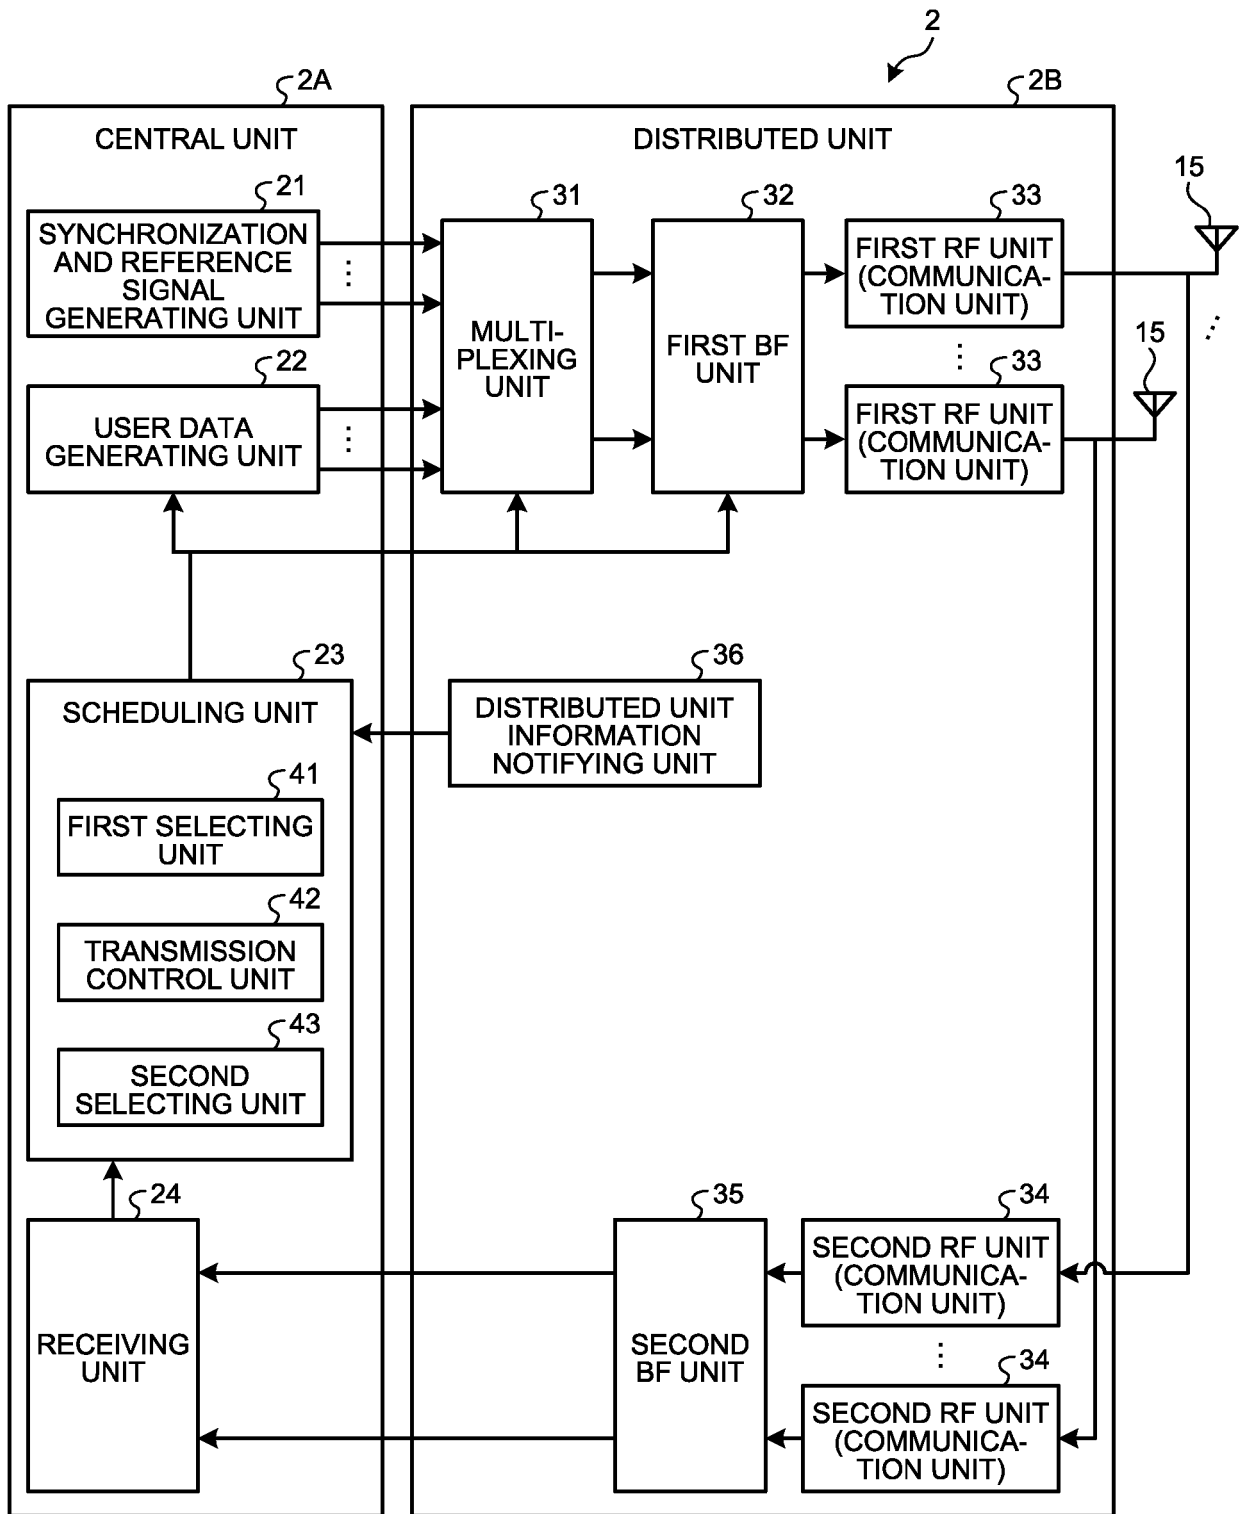 2
2A
2B
CENTRAL UNIT
DISTRIBUTED UNIT
15
21
31
32
33
SYNCHRONIZATION
AND REFERENCE
SIGNAL
GENERATING UNIT
MULTI-
PLEXING
UNIT
FIRST BF
UNIT
FIRST RF UNIT
(COMMUNICA-
TION UNIT)
15
22
33
USER DATA
GENERATING UNIT
FIRST RF UNIT
(COMMUNICA-
TION UNIT)
23
36
SCHEDULING UNIT
DISTRIBUTED UNIT
INFORMATION
NOTIFYING UNIT
41
FIRST SELECTING
UNIT
42
TRANSMISSION
CONTROL UNIT
43
SECOND
SELECTING UNIT
24
35
34
RECEIVING
UNIT
SECOND
BF UNIT
SECOND RF UNIT
(COMMUNICA-
TION UNIT)
34
SECOND RF UNIT
(COMMUNICA-
TION UNIT)